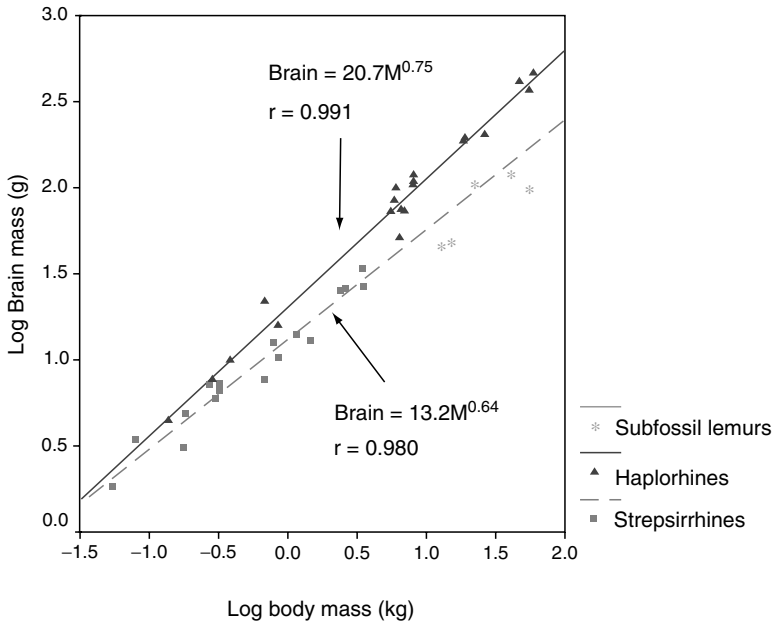 3.0
Brain = 20.7M^0.75
r = 0.991
2.5
2.0
Log Brain mass (g)
1.5
1.0
Brain = 13.2M^0.64
r = 0.980
0.5
0.0
−1.5 −1.0 −0.5 0.0 0.5 1.0 1.5 2.0
Log body mass (kg)
Subfossil lemurs
Haplorhines
Strepsirrhines